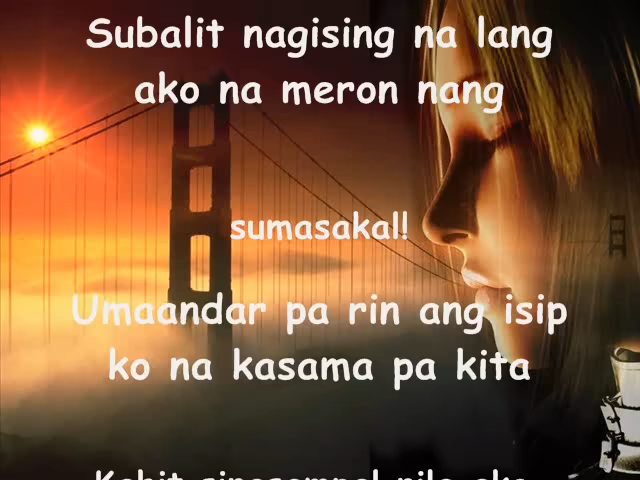 Subalit nagising na lang
ako na meron nang
sumasakal!
Umaandar pa rin ang isip
ko na kasama pa kita